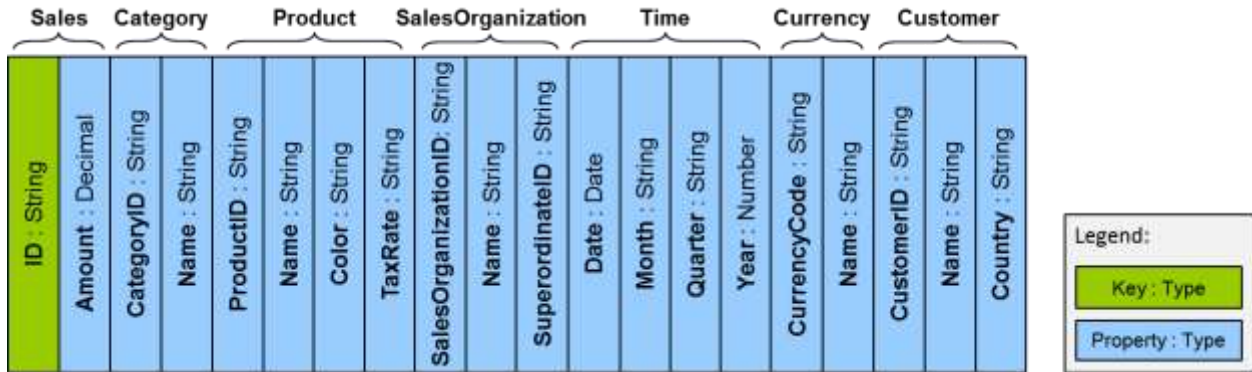 Sales Category Product SalesOrganization Time Currency Customer
ID : String
Amount : Decimal
CategoryID : String
Name : String
ProductID : String
Name : String
Color : String
TaxRate : String
SalesOrganizationID: String
Name : String
SuperordinateID : String
Date : Date
Month : String
Quarter : String
Year : Number
CurrencyCode : String
Name : String
CustomerID : String
Name : String
Country : String
Legend:
Key : Type
Property : Type